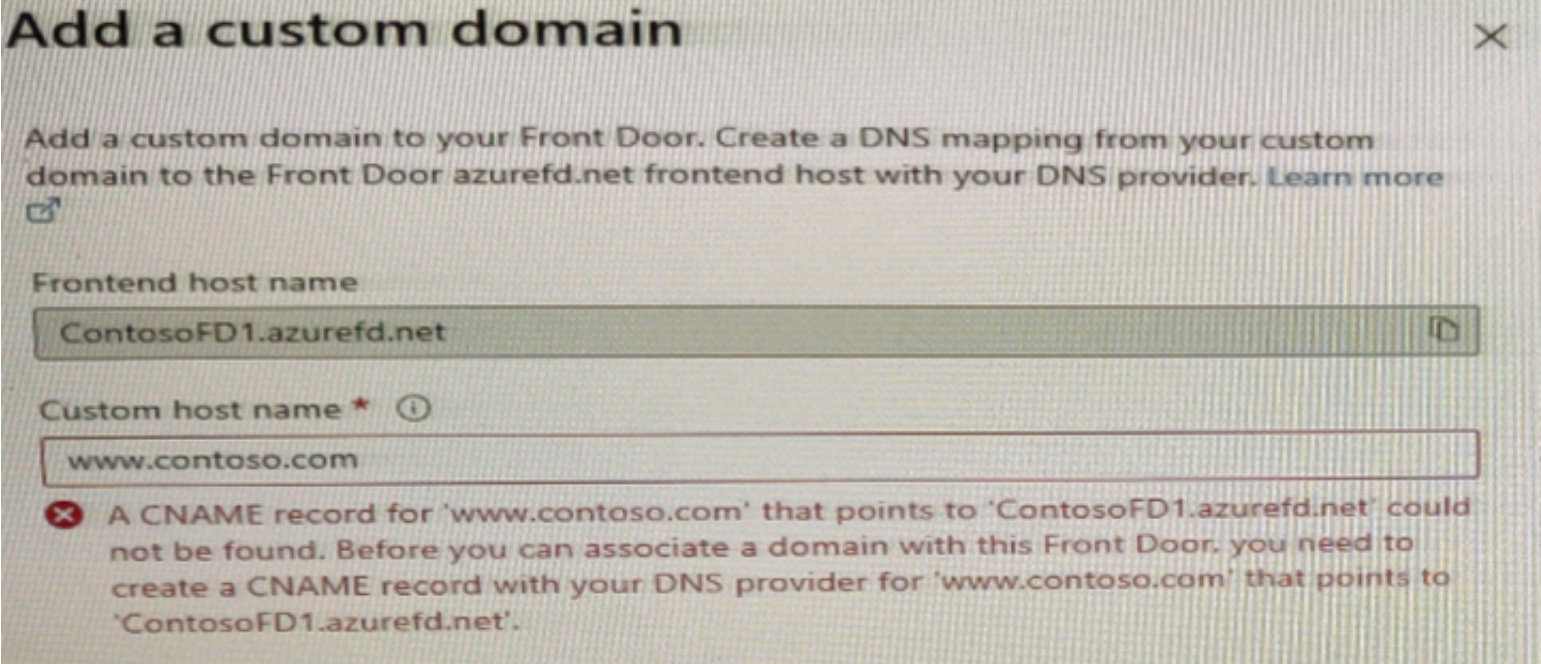 Add a custom domain
Add a custom domain to your Front Door. Create a DNS mapping from your custom
domain to the Front Door azurefd.net frontend host with your DNS provider. Learn more
Frontend host name
ContosoFD1.azurefd.net
Custom host name *
www.contoso.com
A CNAME record for 'www.contoso.com' that points to 'ContosoFD1.azurefd.net' could
not be found. Before you can associate a domain with this Front Door, you need to
create a CNAME record with your DNS provider for 'www.contoso.com' that points to
'ContosoFD1.azurefd.net'.